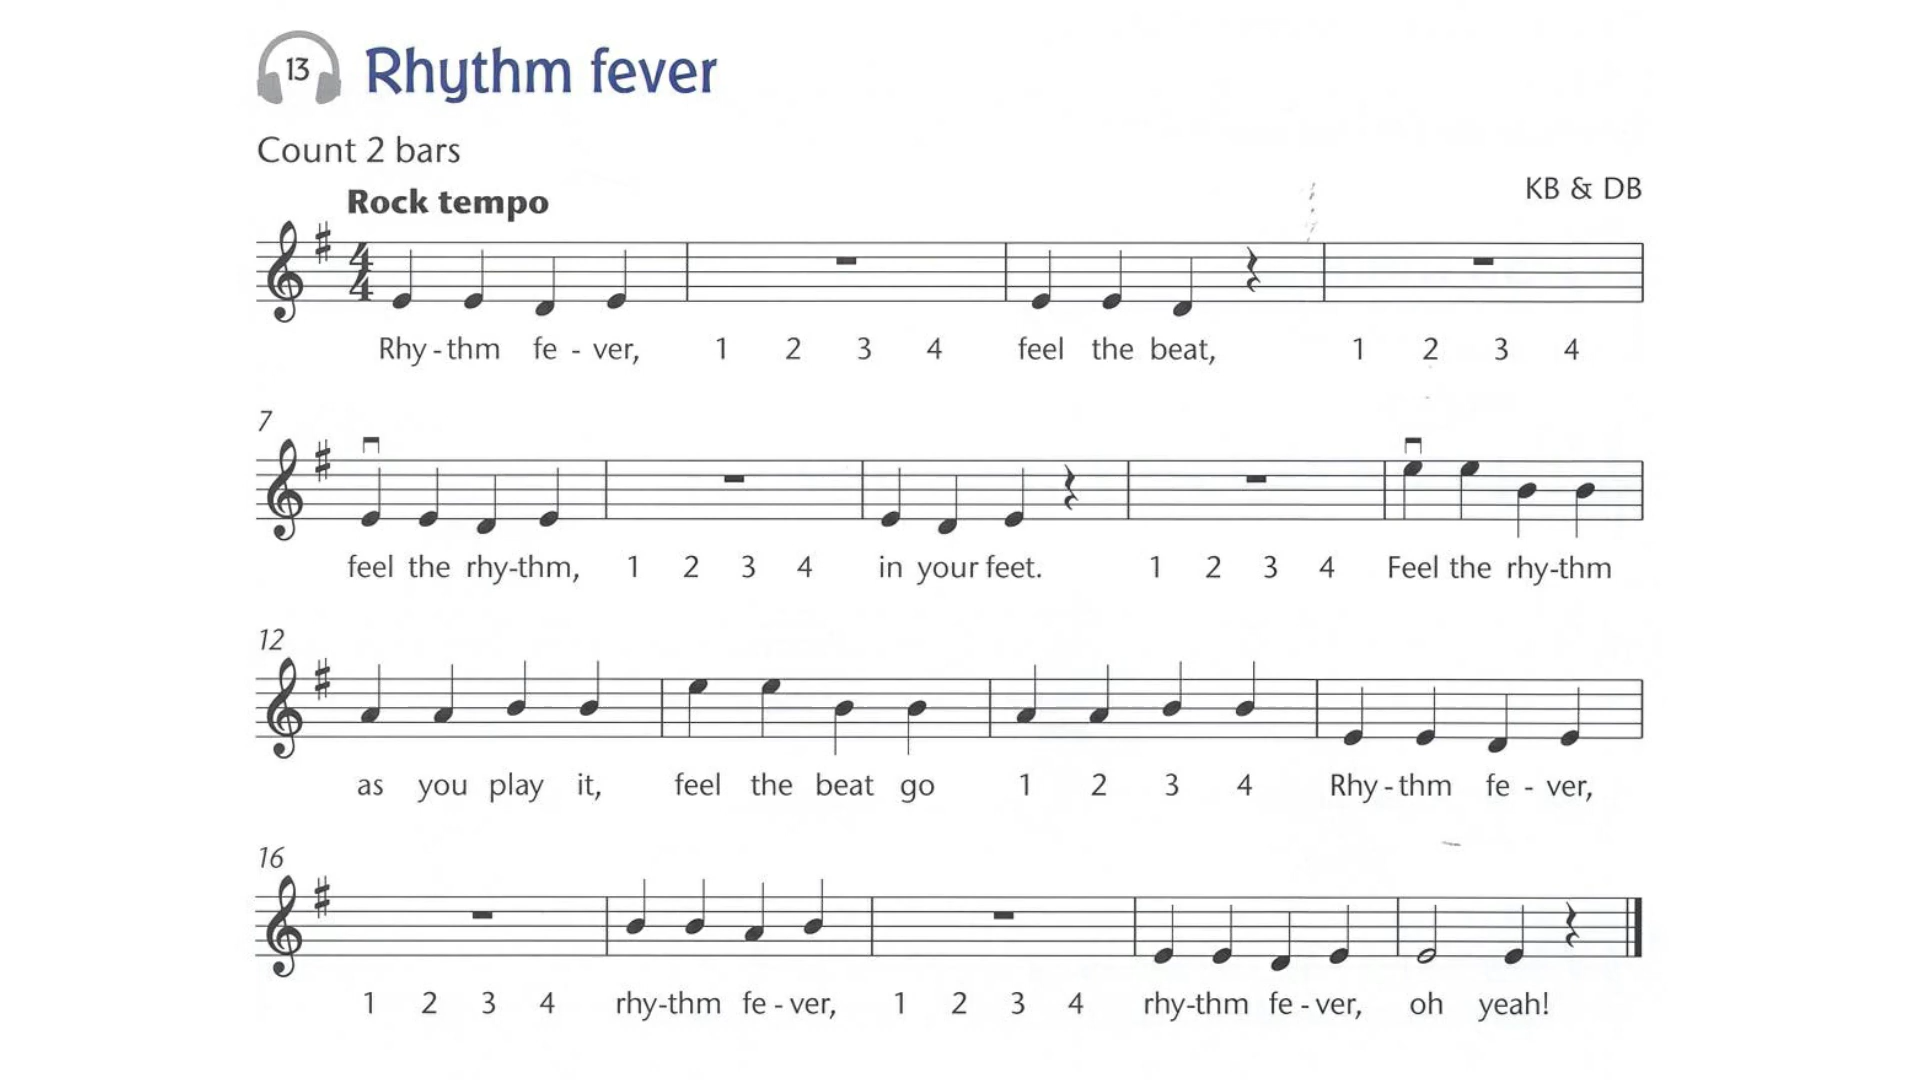 13 Rhythm fever
Count 2 bars
KB & DB
Rock tempo
4
4
Rhy - thm fe - ver, 1 2 3 4 feel the beat, 1 2 3 4
7
feel the rhy-thm, 1 2 3 4 in your feet. 1 2 3 4 Feel the rhy-thm
12
as you play it, feel the beat go 1 2 3 4 Rhy - thm fe - ver,
16
1 2 3 4 rhy-thm fe - ver, 1 2 3 4 rhy-thm fe - ver, oh yeah!